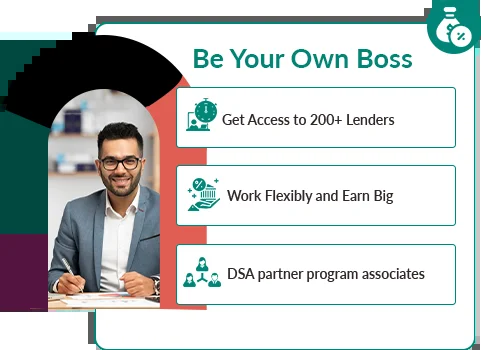 Be Your Own Boss
Get Access to 200+ Lenders
Work Flexibly and Earn Big
DSA partner program associates